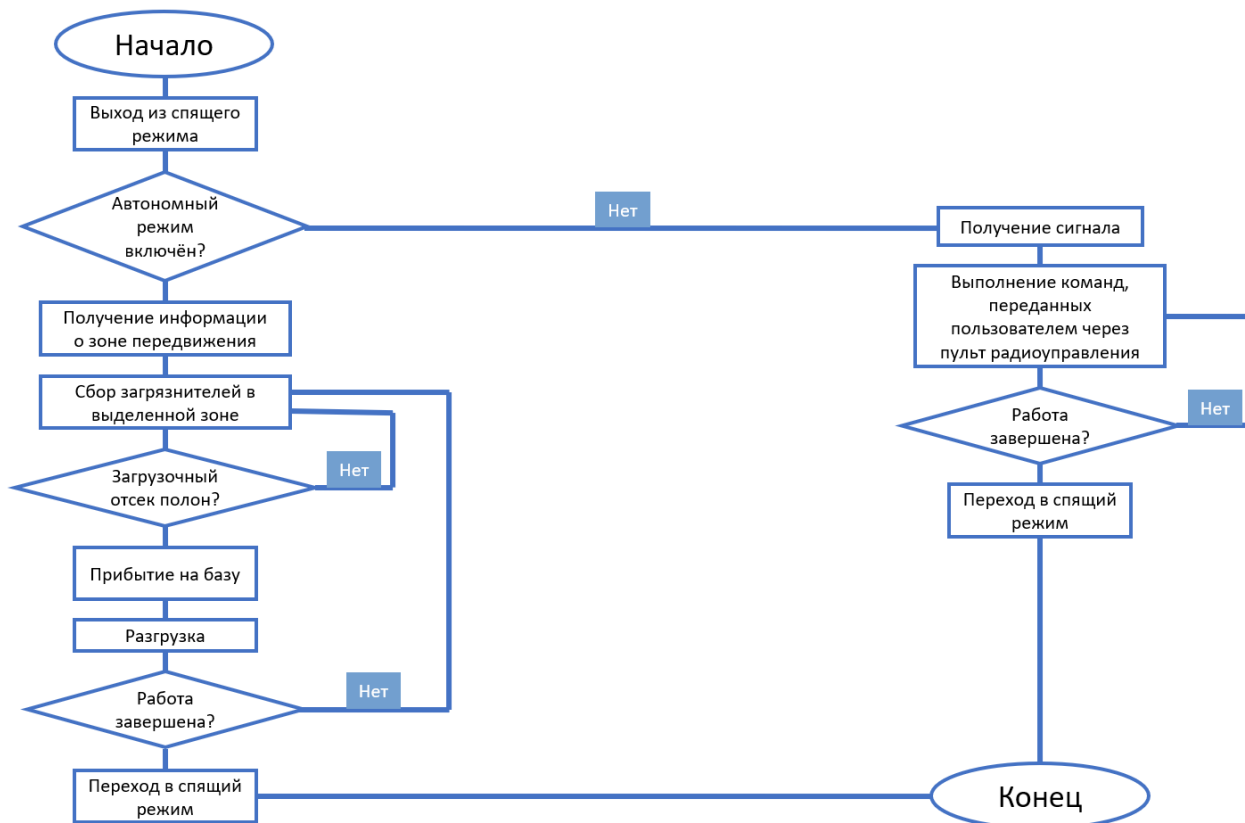 Начало
Выход из спящего
режима
Автономный
режим
включён?
Нет
Получение информации
о зоне передвижения
Сбор загрязнителей в
выделенной зоне
Загрузочный
отсек полон?
Нет
Прибытие на базу
Разгрузка
Работа
завершена?
Нет
Переход в спящий
режим
Получение сигнала
Выполнение команд,
переданных
пользователем через
пульт радиоуправления
Работа
завершена?
Нет
Переход в спящий
режим
Конец